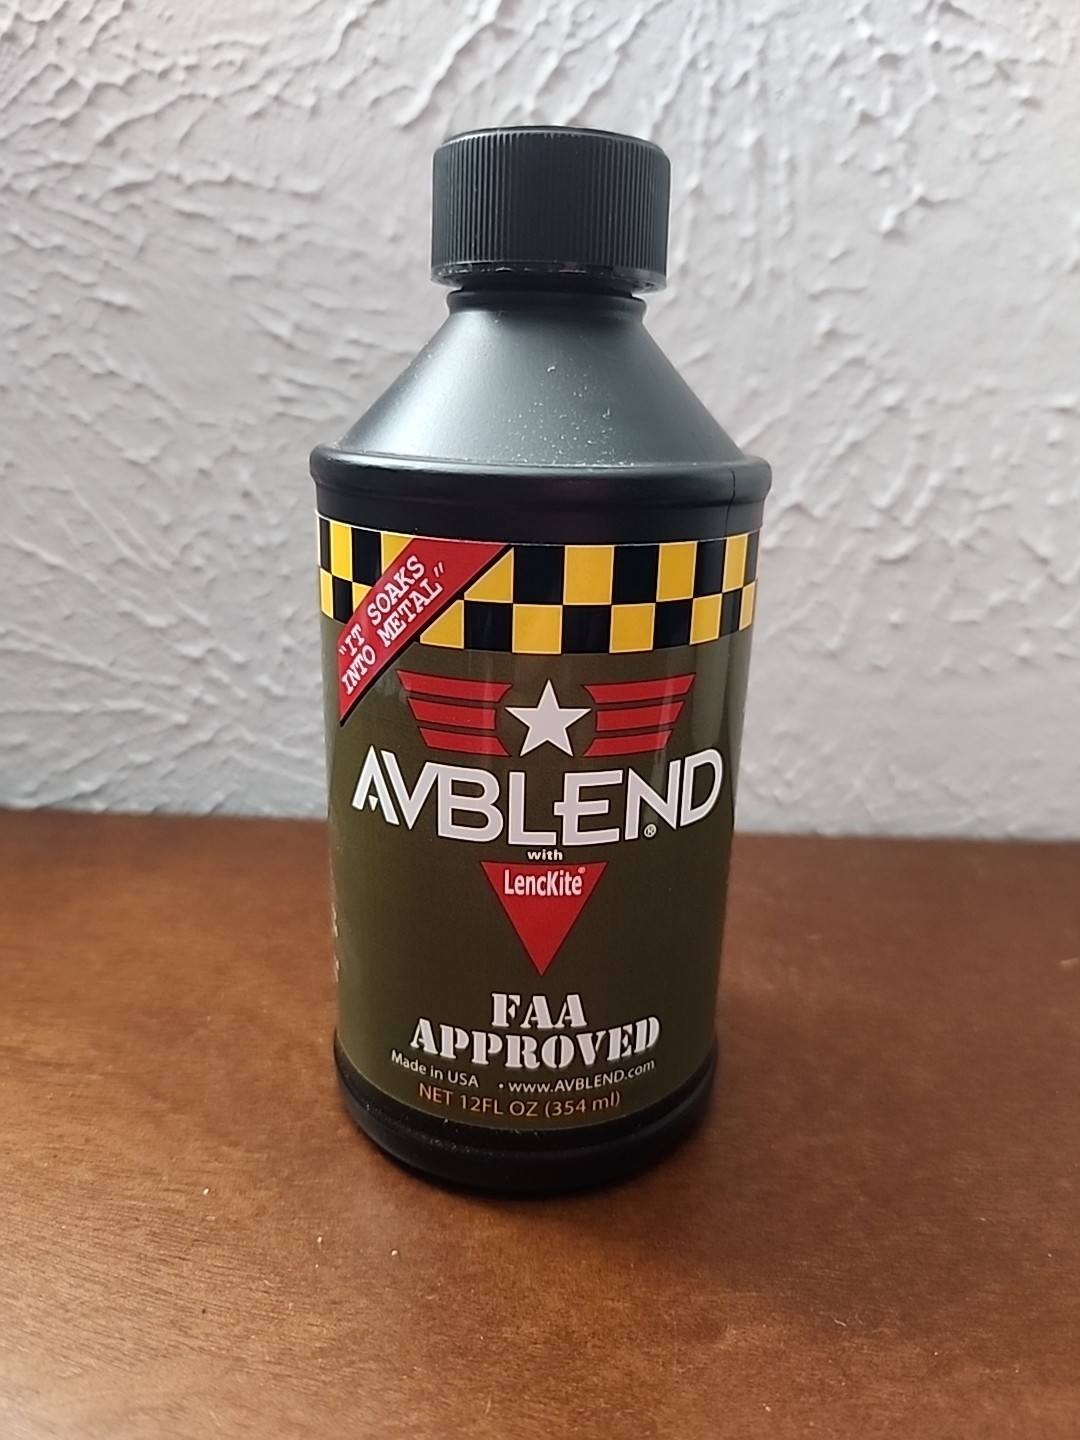 "IT SOAKS
INTO METAL"
AVBLEND®
with
LencKite®
FAA
APPROVED
Made in USA • www.AVBLEND.com
NET 12FL OZ (354 ml)